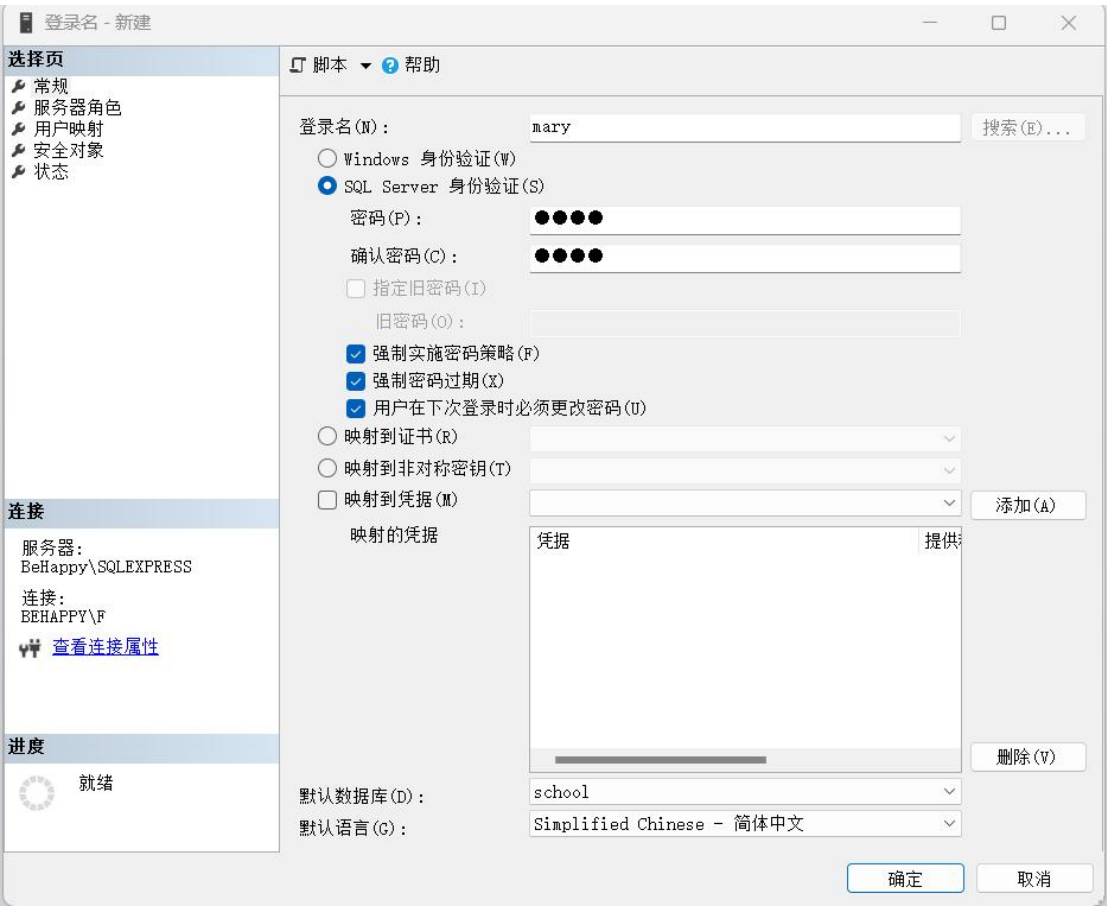 登录名 - 新建
选择页
常规
服务器角色
用户映射
安全对象
状态
脚本 帮助
登录名(N): mary 搜索(E)...
Windows 身份验证(W)
SQL Server 身份验证(S)
密码(P): ●●●●
确认密码(C): ●●●●
指定旧密码(I)
旧密码(O):
强制实施密码策略(F)
强制密码过期(X)
用户在下次登录时必须更改密码(U)
映射到证书(R)
映射到非对称密钥(T)
映射到凭据(M) 添加(A)
映射的凭据 凭据 提供
删除(V)
默认数据库(D): school
默认语言(G): Simplified Chinese - 简体中文
连接
服务器:
BeHappy\SQLEXPRESS
连接:
BEHAPPY\F
查看连接属性
进度
就绪
确定 取消